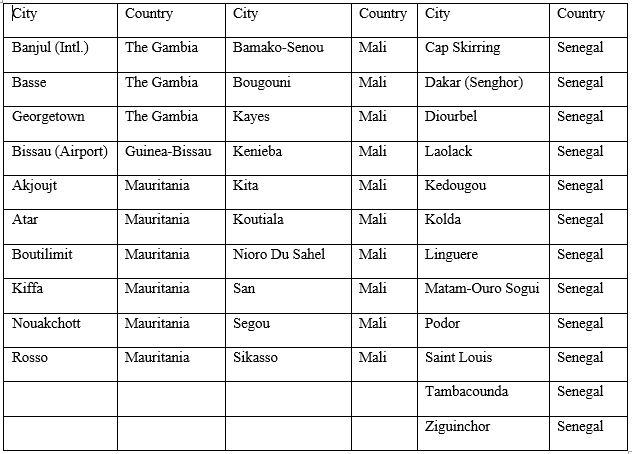 City Country City Country City Country
Banjul (Intl.) The Gambia Bamako-Senou Mali Cap Skirring Senegal
Basse The Gambia Bougouni Mali Dakar (Senghor) Senegal
Georgetown The Gambia Kayes Mali Diourbel Senegal
Bissau (Airport) Guinea-Bissau Kenieba Mali Laolack Senegal
Akjoujt Mauritania Kita Mali Kedougou Senegal
Atar Mauritania Koutiala Mali Kolda Senegal
Boutilimit Mauritania Nioro Du Sahel Mali Linguere Senegal
Kiffa Mauritania San Mali Matam-Ouro Sogui Senegal
Nouakchott Mauritania Segou Mali Podor Senegal
Rosso Mauritania Sikasso Mali Saint Louis Senegal
Tambacounda Senegal
Ziguinchor Senegal